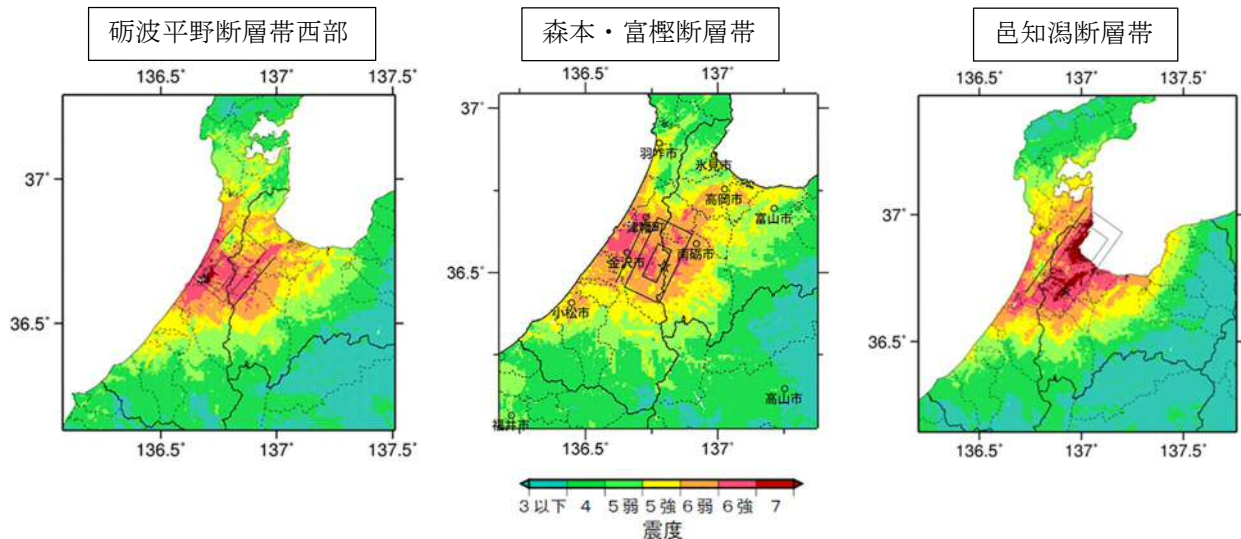 砺波平野断層帯西部
森本・富樫断層帯
邑知潟断層帯
136.5° 137° 137.5°
136.5° 137°
136.5° 137° 137.5°
37°
36.5°
136.5° 137° 137.5°
37°
36.5°
羽咋市
氷見市
高岡市
富山市
津幡町
南砺市
金沢市
小松市
高山市
福井市
136.5° 137°
37°
36.5°
136.5° 137° 137.5°
3以下 4 5弱 5強 6弱 6強 7
震度